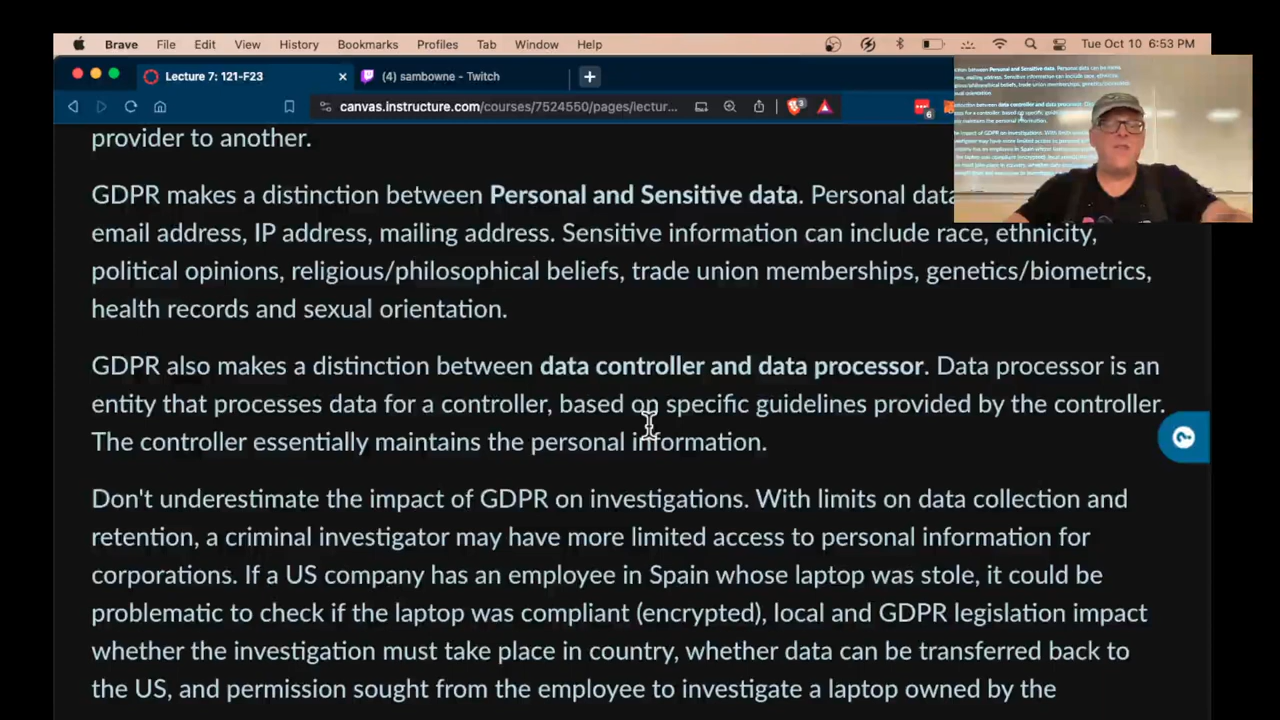 Brave File Edit View History Bookmarks Profiles Tab Window Help Tue Oct 10 6:53 PM
Lecture 7: 121-F23 (4) sambowne - Twitch
canvas.instructure.com/courses/7524550/pages/lectur...
3
6
provider to another.
GDPR makes a distinction between Personal and Sensitive data. Personal data
email address, IP address, mailing address. Sensitive information can include race, ethnicity,
political opinions, religious/philosophical beliefs, trade union memberships, genetics/biometrics,
health records and sexual orientation.
GDPR also makes a distinction between data controller and data processor. Data processor is an
entity that processes data for a controller, based on specific guidelines provided by the controller.
The controller essentially maintains the personal information.
Don't underestimate the impact of GDPR on investigations. With limits on data collection and
retention, a criminal investigator may have more limited access to personal information for
corporations. If a US company has an employee in Spain whose laptop was stole, it could be
problematic to check if the laptop was compliant (encrypted), local and GDPR legislation impact
whether the investigation must take place in country, whether data can be transferred back to
the US, and permission sought from the employee to investigate a laptop owned by the